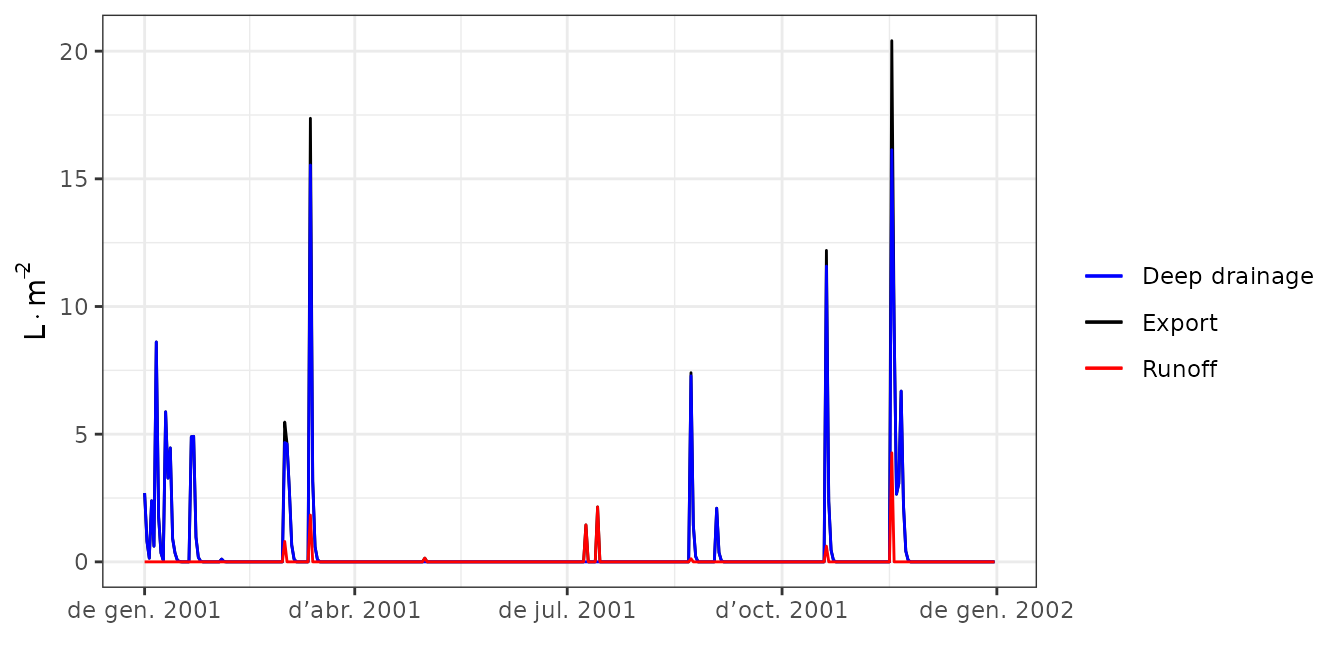 20
15
10
5
0
L · m⁻²
de gen. 2001
d’abr. 2001
de jul. 2001
d’oct. 2001
de gen. 2002
Deep drainage
Export
Runoff